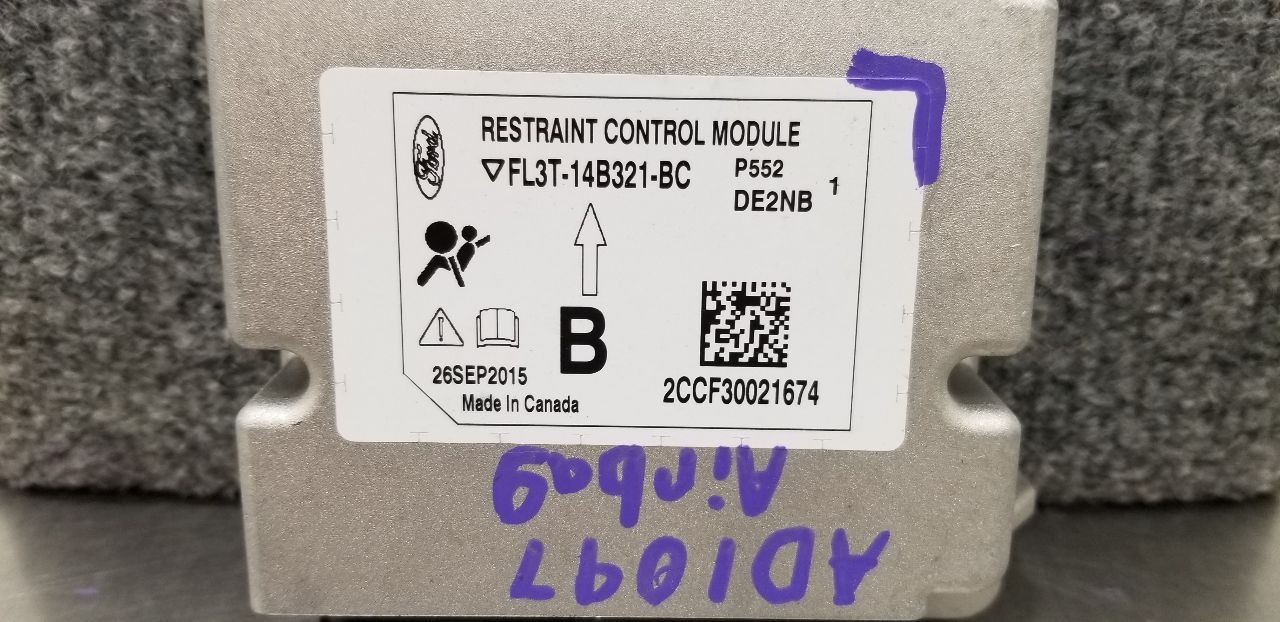 Ford
RESTRAINT CONTROL MODULE
▽FL3T-14B321-BC
P552
DE2NB
1
B
26SEP2015
Made In Canada
2CCF30021674
AD1097
Airbag